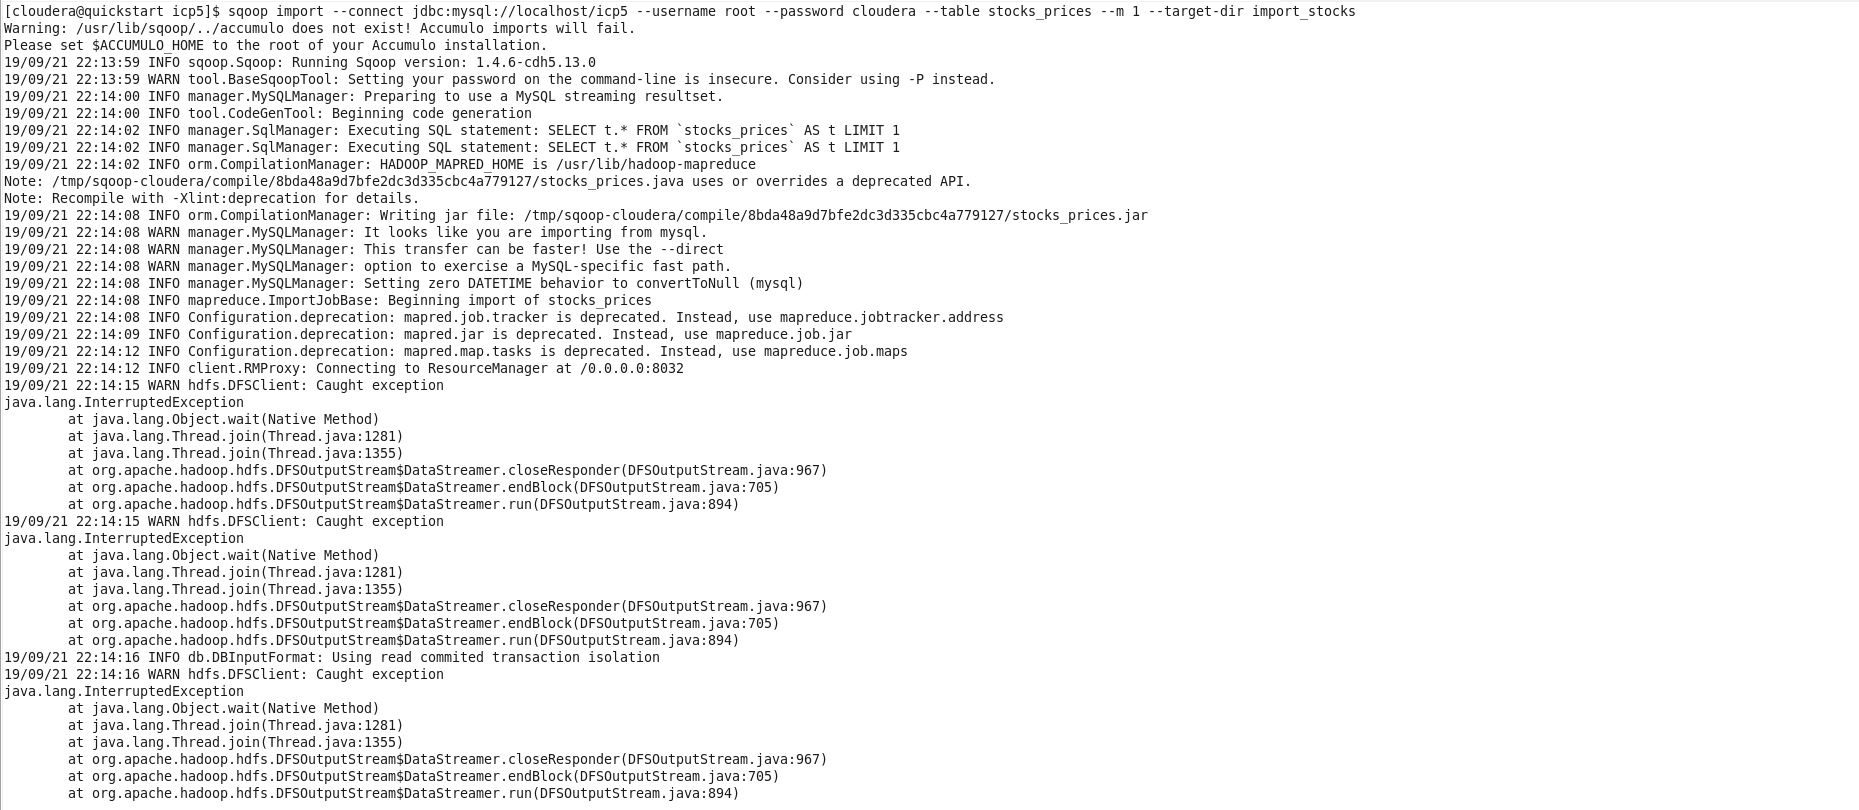 [cloudera@quickstart icp5]$ sqoop import --connect jdbc:mysql://localhost/icp5 --username root --password cloudera --table stocks_prices --m 1 --target-dir import_stocks
Warning: /usr/lib/sqoop/../accumulo does not exist! Accumulo imports will fail.
Please set $ACCUMULO_HOME to the root of your Accumulo installation.
19/09/21 22:13:59 INFO sqoop.Sqoop: Running Sqoop version: 1.4.6-cdh5.13.0
19/09/21 22:13:59 WARN tool.BaseSqoopTool: Setting your password on the command-line is insecure. Consider using -P instead.
19/09/21 22:14:00 INFO manager.MySQLManager: Preparing to use a MySQL streaming resultset.
19/09/21 22:14:00 INFO tool.CodeGenTool: Beginning code generation
19/09/21 22:14:02 INFO manager.SqlManager: Executing SQL statement: SELECT t.* FROM `stocks_prices` AS t LIMIT 1
19/09/21 22:14:02 INFO manager.SqlManager: Executing SQL statement: SELECT t.* FROM `stocks_prices` AS t LIMIT 1
19/09/21 22:14:02 INFO orm.CompilationManager: HADOOP_MAPRED_HOME is /usr/lib/hadoop-mapreduce
Note: /tmp/sqoop-cloudera/compile/8bda48a9d7bfe2dc3d335cbc4a779127/stocks_prices.java uses or overrides a deprecated API.
Note: Recompile with -Xlint:deprecation for details.
19/09/21 22:14:08 INFO orm.CompilationManager: Writing jar file: /tmp/sqoop-cloudera/compile/8bda48a9d7bfe2dc3d335cbc4a779127/stocks_prices.jar
19/09/21 22:14:08 WARN manager.MySQLManager: It looks like you are importing from mysql.
19/09/21 22:14:08 WARN manager.MySQLManager: This transfer can be faster! Use the --direct
19/09/21 22:14:08 WARN manager.MySQLManager: option to exercise a MySQL-specific fast path.
19/09/21 22:14:08 INFO manager.MySQLManager: Setting zero DATETIME behavior to convertToNull (mysql)
19/09/21 22:14:08 INFO mapreduce.ImportJobBase: Beginning import of stocks_prices
19/09/21 22:14:08 INFO Configuration.deprecation: mapred.job.tracker is deprecated. Instead, use mapreduce.jobtracker.address
19/09/21 22:14:09 INFO Configuration.deprecation: mapred.jar is deprecated. Instead, use mapreduce.job.jar
19/09/21 22:14:12 INFO Configuration.deprecation: mapred.map.tasks is deprecated. Instead, use mapreduce.job.maps
19/09/21 22:14:12 INFO client.RMProxy: Connecting to ResourceManager at /0.0.0.0:8032
19/09/21 22:14:15 WARN hdfs.DFSClient: Caught exception
java.lang.InterruptedException
at java.lang.Object.wait(Native Method)
at java.lang.Thread.join(Thread.java:1281)
at java.lang.Thread.join(Thread.java:1355)
at org.apache.hadoop.hdfs.DFSOutputStream$DataStreamer.closeResponder(DFSOutputStream.java:967)
at org.apache.hadoop.hdfs.DFSOutputStream$DataStreamer.endBlock(DFSOutputStream.java:705)
at org.apache.hadoop.hdfs.DFSOutputStream$DataStreamer.run(DFSOutputStream.java:894)
19/09/21 22:14:15 WARN hdfs.DFSClient: Caught exception
java.lang.InterruptedException
at java.lang.Object.wait(Native Method)
at java.lang.Thread.join(Thread.java:1281)
at java.lang.Thread.join(Thread.java:1355)
at org.apache.hadoop.hdfs.DFSOutputStream$DataStreamer.closeResponder(DFSOutputStream.java:967)
at org.apache.hadoop.hdfs.DFSOutputStream$DataStreamer.endBlock(DFSOutputStream.java:705)
at org.apache.hadoop.hdfs.DFSOutputStream$DataStreamer.run(DFSOutputStream.java:894)
19/09/21 22:14:16 INFO db.DBInputFormat: Using read commited transaction isolation
19/09/21 22:14:16 WARN hdfs.DFSClient: Caught exception
java.lang.InterruptedException
at java.lang.Object.wait(Native Method)
at java.lang.Thread.join(Thread.java:1281)
at java.lang.Thread.join(Thread.java:1355)
at org.apache.hadoop.hdfs.DFSOutputStream$DataStreamer.closeResponder(DFSOutputStream.java:967)
at org.apache.hadoop.hdfs.DFSOutputStream$DataStreamer.endBlock(DFSOutputStream.java:705)
at org.apache.hadoop.hdfs.DFSOutputStream$DataStreamer.run(DFSOutputStream.java:894)